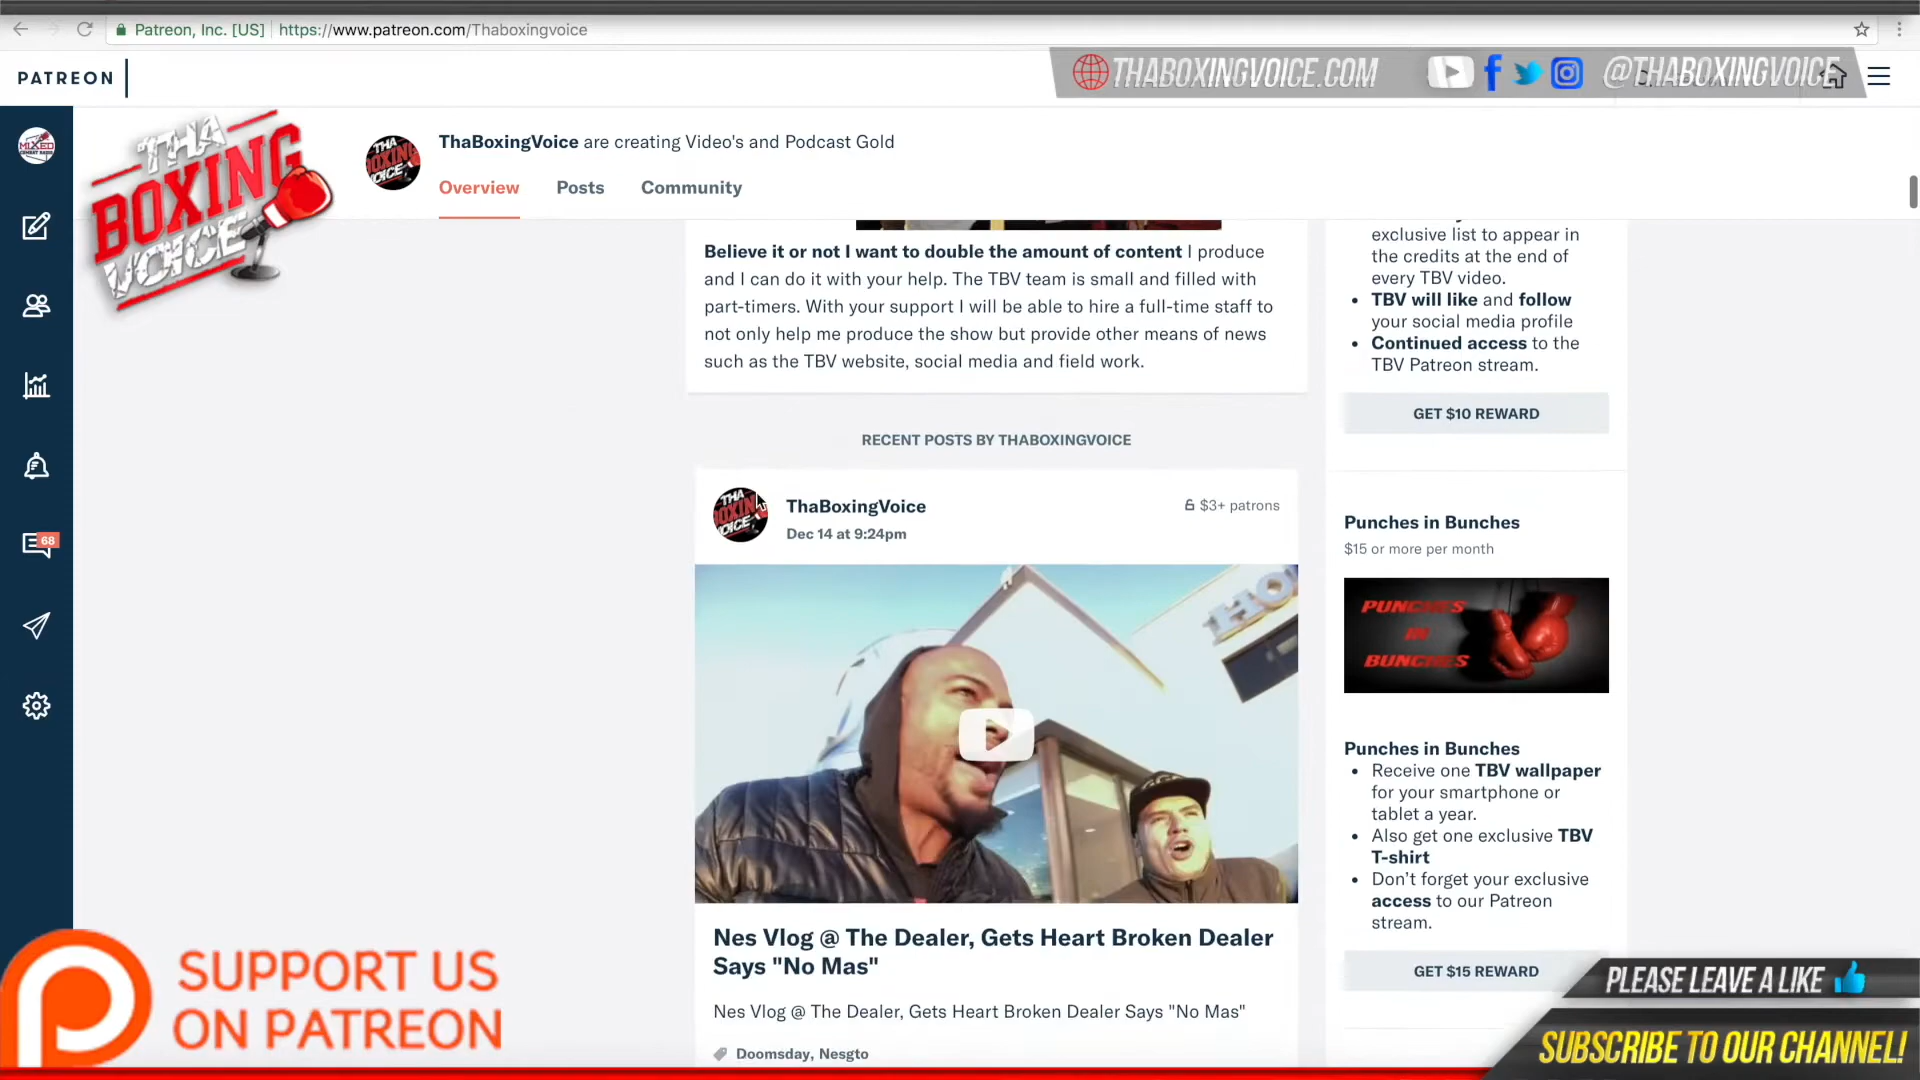 Patreon, Inc. [US] https://www.patreon.com/Thaboxingvoice
PATREON
THABOXINGVOICE.COM
@THABOXINGVOICE
MIXED
THA
BOXING
VOICE
ThaBoxingVoice are creating Video's and Podcast Gold
Overview Posts Community
Believe it or not I want to double the amount of content I produce
and I can do it with your help. The TBV team is small and filled with
part-timers. With your support I will be able to hire a full-time staff to
not only help me produce the show but provide other means of news
such as the TBV website, social media and field work.
RECENT POSTS BY THABOXINGVOICE
ThaBoxingVoice
Dec 14 at 9:24pm
$3+ patrons
HO
Nes Vlog @ The Dealer, Gets Heart Broken Dealer
Says "No Mas"
Nes Vlog @ The Dealer, Gets Heart Broken Dealer Says "No Mas"
Doomsday, Nesgto
exclusive list to appear in
the credits at the end of
every TBV video.
• TBV will like and follow
your social media profile
• Continued access to the
TBV Patreon stream.
GET $10 REWARD
Punches in Bunches
$15 or more per month
PUNCHES
IN
BUNCHES
Punches in Bunches
• Receive one TBV wallpaper
for your smartphone or
tablet a year.
• Also get one exclusive TBV
T-shirt
• Don't forget your exclusive
access to our Patreon
stream.
GET $15 REWARD
68
SUPPORT US
ON PATREON
PLEASE LEAVE A LIKE
SUBSCRIBE TO OUR CHANNEL!